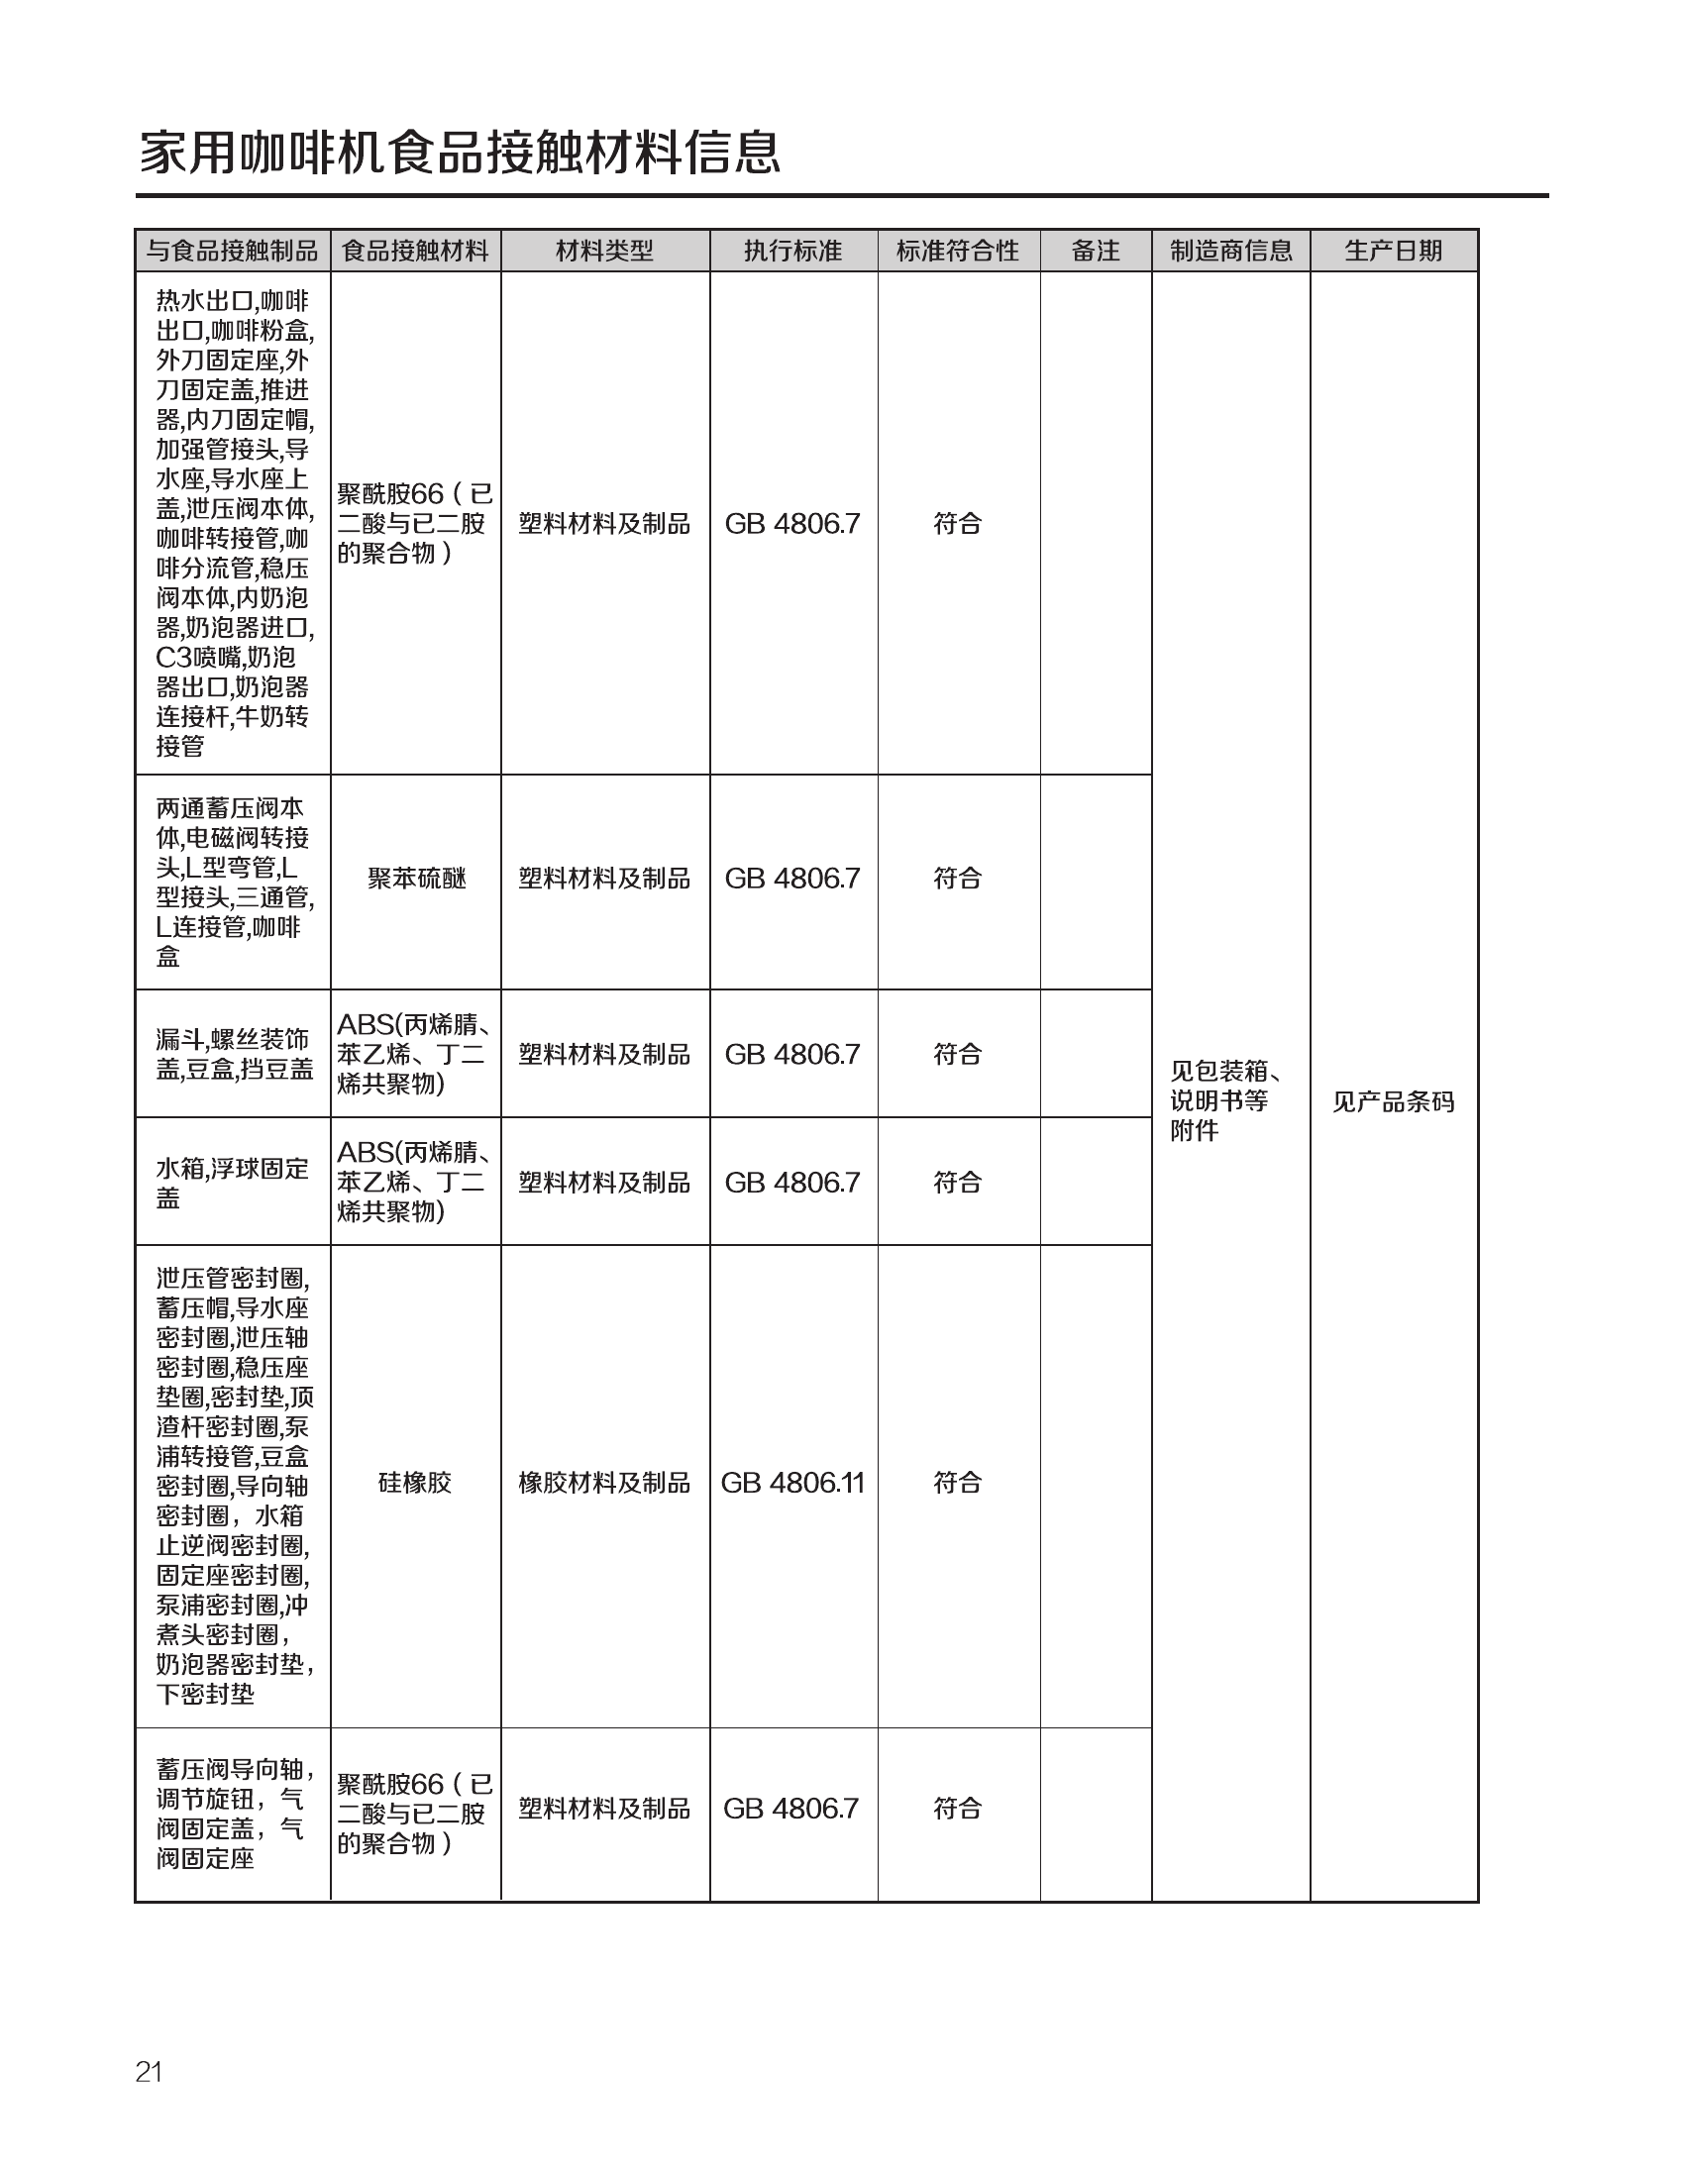 家用咖啡机食品接触材料信息
与食品接触制品 食品接触材料 材料类型 执行标准 标准符合性 备注 制造商信息 生产日期
热水出口,咖啡
出口,咖啡粉盒,
外刀固定座,外
刀固定盖,推进
器,内刀固定帽,
加强管接头,导
水座,导水座上
盖,泄压阀本体,
咖啡转接管,咖
啡分流管,稳压
阀本体,内奶泡
器,奶泡器进口,
C3喷嘴,奶泡
器出口,奶泡器
连接杆,牛奶转
接管
聚酰胺66（已
二酸与已二胺
的聚合物）
塑料材料及制品
GB 4806.7
符合
两通蓄压阀本
体,电磁阀转接
头,L型弯管,L
型接头,三通管,
L连接管,咖啡
盒
聚苯硫醚
塑料材料及制品
GB 4806.7
符合
漏斗,螺丝装饰
盖,豆盒,挡豆盖
ABS(丙烯腈、
苯乙烯、丁二
烯共聚物)
塑料材料及制品
GB 4806.7
符合
水箱,浮球固定
盖
ABS(丙烯腈、
苯乙烯、丁二
烯共聚物)
塑料材料及制品
GB 4806.7
符合
泄压管密封圈,
蓄压帽,导水座
密封圈,泄压轴
密封圈,稳压座
垫圈,密封垫,顶
渣杆密封圈,泵
浦转接管,豆盒
密封圈,导向轴
密封圈，水箱
止逆阀密封圈,
固定座密封圈,
泵浦密封圈,冲
煮头密封圈，
奶泡器密封垫，
下密封垫
硅橡胶
橡胶材料及制品
GB 4806.11
符合
蓄压阀导向轴，
调节旋钮，气
阀固定盖，气
阀固定座
聚酰胺66（已
二酸与已二胺
的聚合物）
塑料材料及制品
GB 4806.7
符合
见包装箱、
说明书等
附件
见产品条码
21